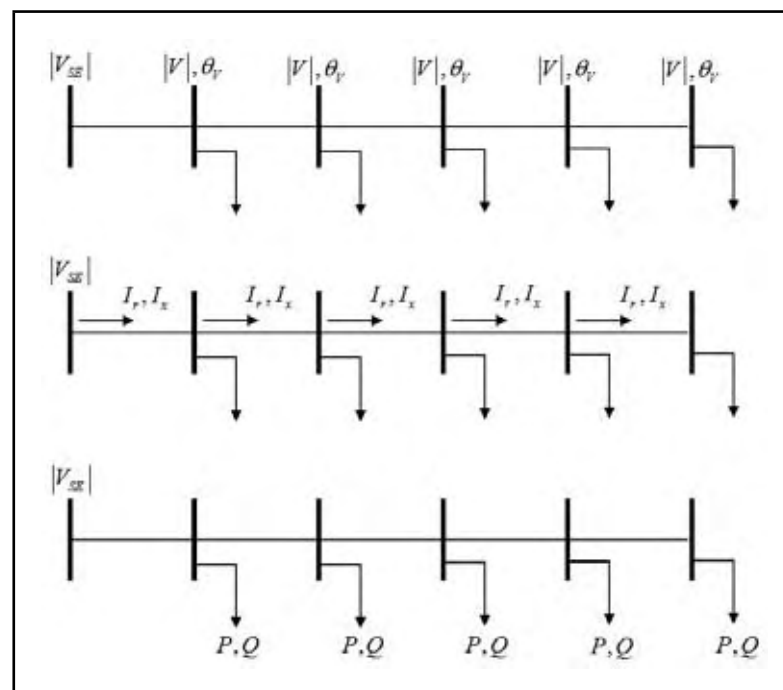 |V_SE| |V|,θ_V |V|,θ_V |V|,θ_V |V|,θ_V |V|,θ_V
|V_SE|
I_r,I_x I_r,I_x I_r,I_x I_r,I_x I_r,I_x
|V_SE|
P,Q P,Q P,Q P,Q P,Q